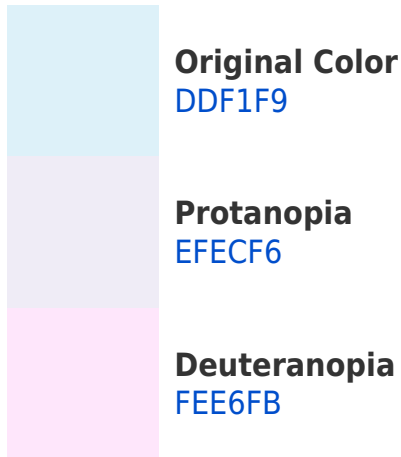 Original Color
DDF1F9
Protanopia
EFECF6
Deuteranopia
FEE6FB